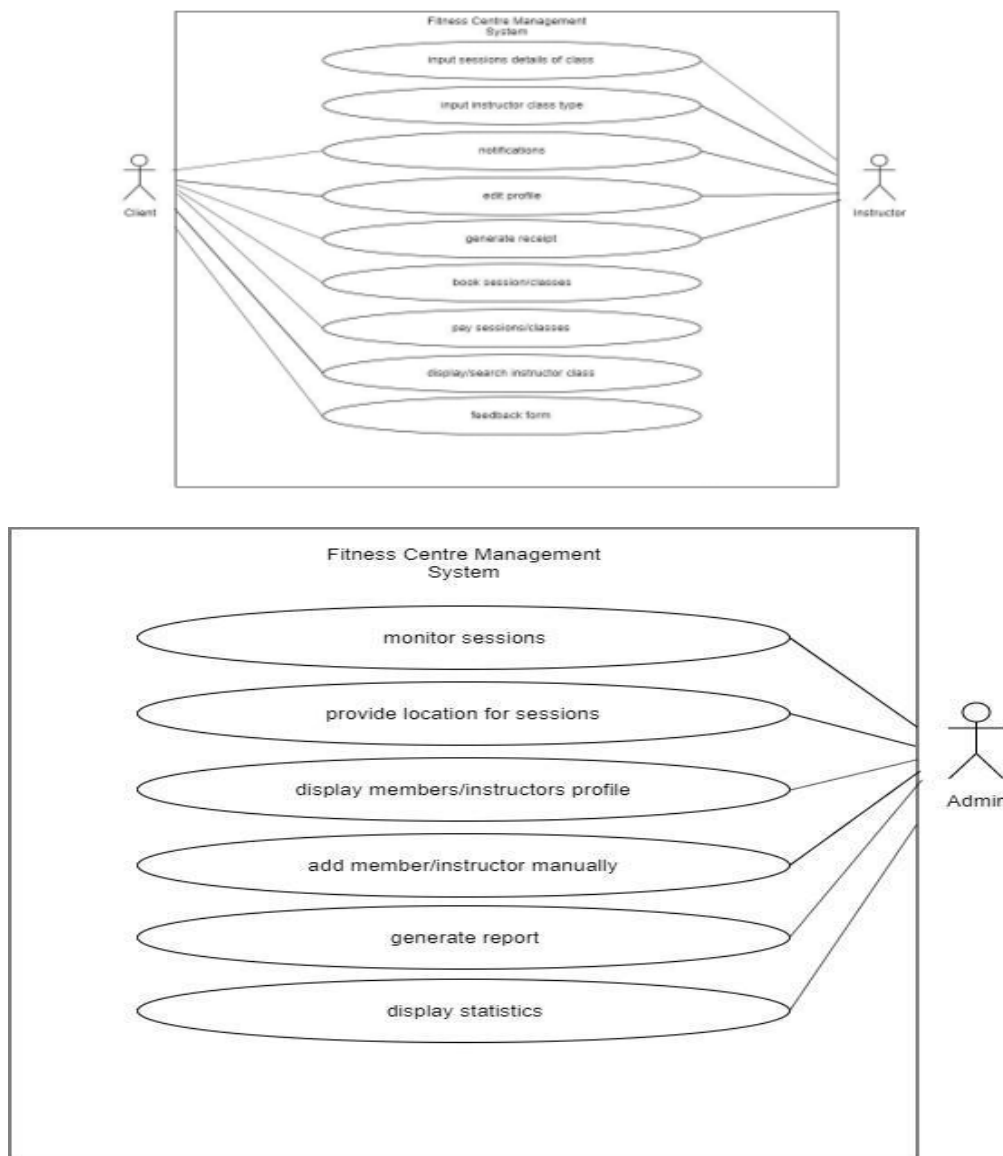 Fitness Centre Management
System
input sessions details of class
input instructor class type
notifications
edit profile
generate receipt
book session/classes
pay sessions/classes
display/search instructor class
feedback form
Client
Instructor
Fitness Centre Management
System
monitor sessions
provide location for sessions
display members/instructors profile
add member/instructor manually
generate report
display statistics
Admin